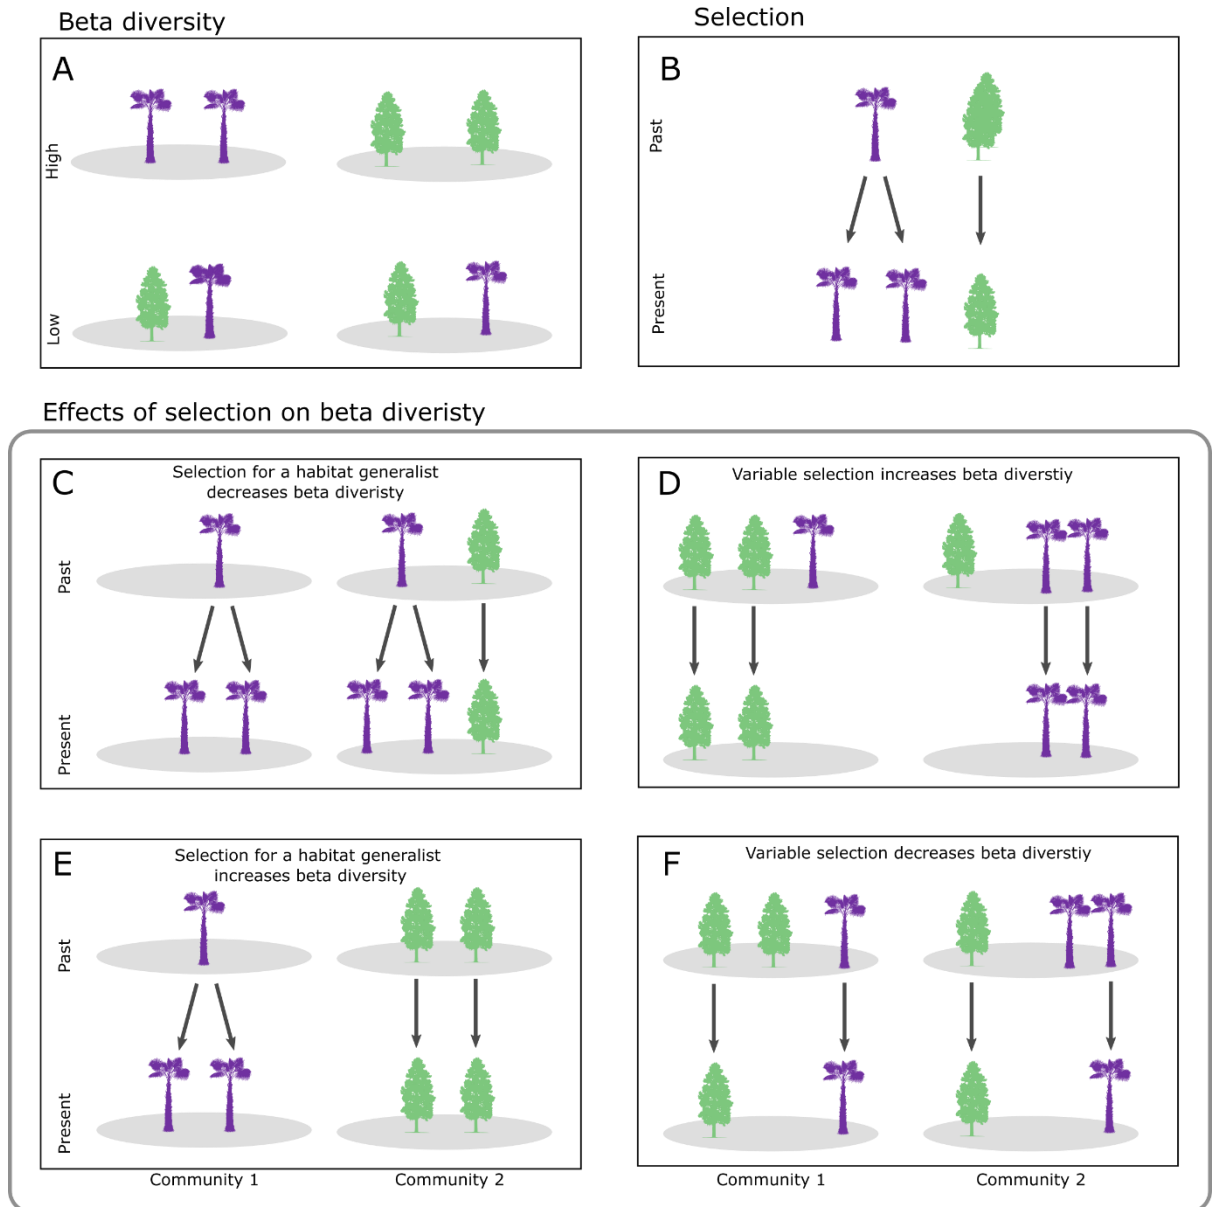 Beta diversity
Selection
A
High
Low
B
Past
Present
Effects of selection on beta diveristy
C
Selection for a habitat generalist
decreases beta diveristy
Past
Present
D
Variable selection increases beta diverstiy
E
Selection for a habitat generalist
increases beta diversity
Past
Present
F
Variable selection decreases beta diverstiy
Community 1
Community 2
Community 1
Community 2